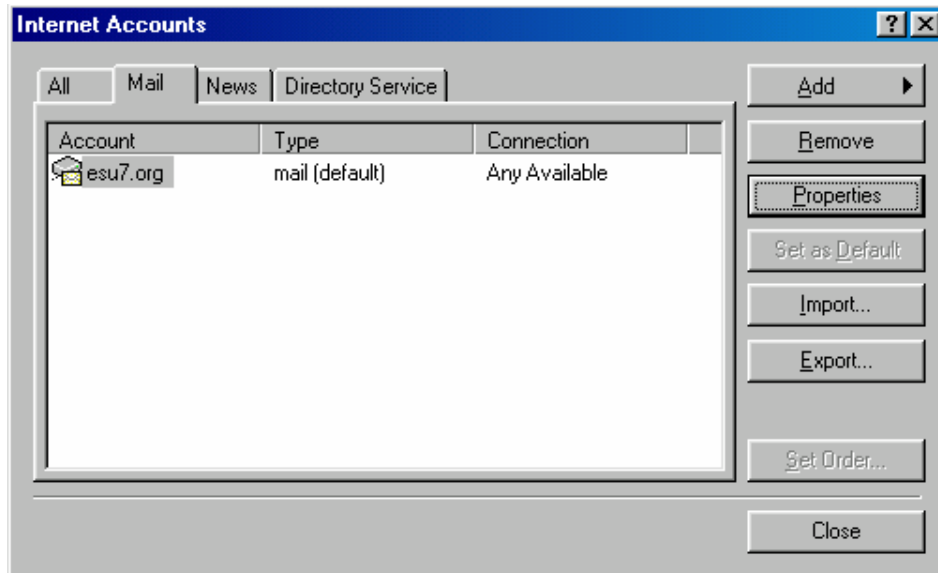 Internet Accounts
All Mail News Directory Service
Account Type Connection
esu7.org mail (default) Any Available
Add
Remove
Properties
Set as Default
Import...
Export...
Set Order...
Close